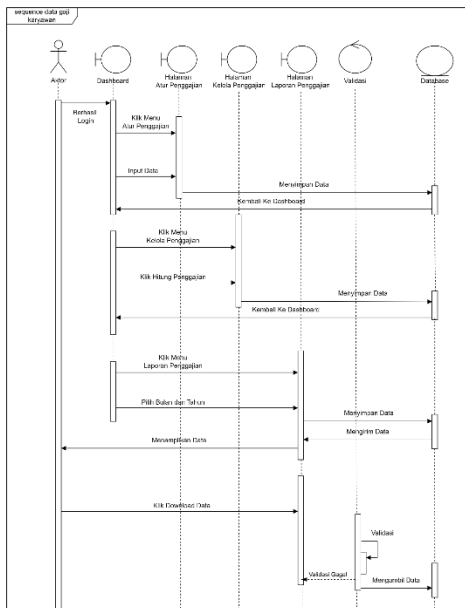 sequence data gaji
karyawan
Aktor
Dashboard
Halaman
Atur Penggajian
Halaman
Kelola Penggajian
Halaman
Laporan Penggajian
Validasi
Database
Berhasil
Login
Klik Menu
Atur Penggajian
Input Data
Menyimpan Data
Kembali Ke Dashboard
Klik Menu
Kelola Penggajian
Klik Hitung Penggajian
Menyimpan Data
Kembali Ke Dashboard
Klik Menu
Laporan Penggajian
Pilih Bulan dan Tahun
Menyimpan Data
Mengirim Data
Menampilkan Data
Klik Download Data
Validasi
Validasi Gagal
Mengambil Data